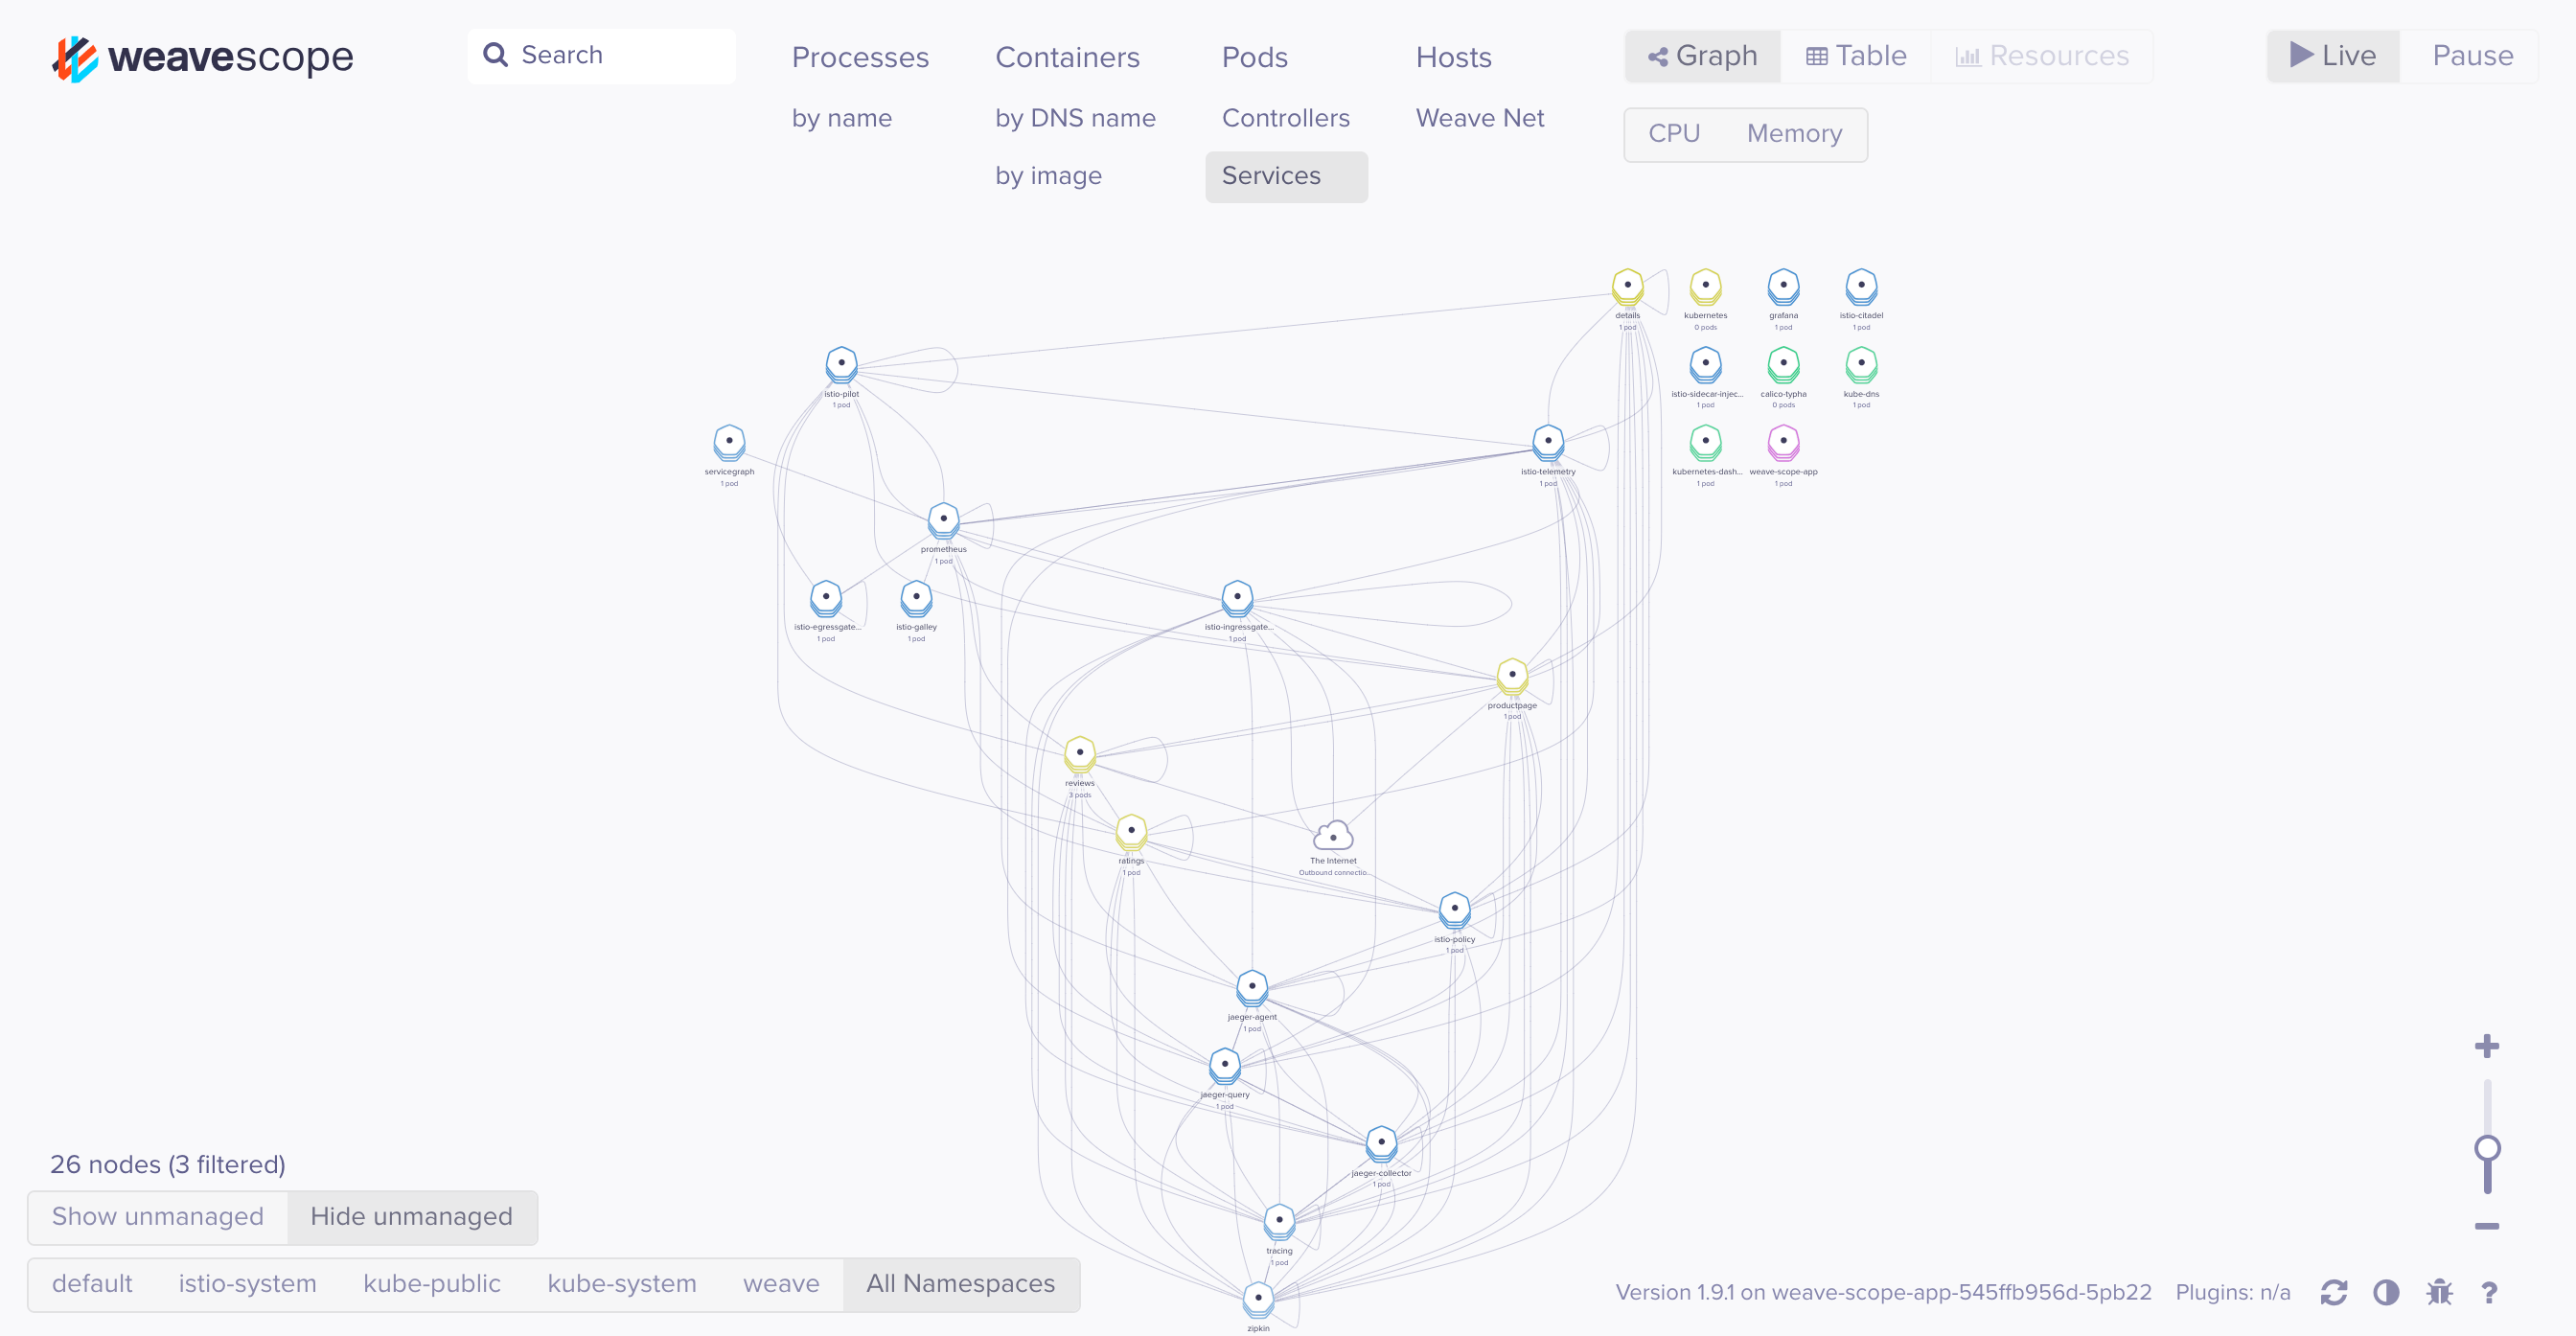 weavescope
Search
Processes
Containers
Pods
Hosts
Graph
Table
Resources
Live
Pause
by name
by DNS name
Controllers
Weave Net
CPU
Memory
by image
Services
details
1 pod
kubernetes
0 pods
grafana
1 pod
istio-citadel
1 pod
istio-pilot
1 pod
istio-sidecar-injec...
1 pod
calico-typha
0 pods
kube-dns
1 pod
servicegraph
1 pod
istio-telemetry
1 pod
kubernetes-dash...
1 pod
weave-scope-app
1 pod
prometheus
1 pod
istio-egressgate...
1 pod
istio-galley
1 pod
istio-ingressgate...
1 pod
productpage
1 pod
reviews
3 pods
ratings
1 pod
The Internet
Outbound connectio...
istio-policy
1 pod
jaeger-agent
1 pod
jaeger-query
1 pod
jaeger-collector
1 pod
tracing
1 pod
zipkin
26 nodes (3 filtered)
Show unmanaged
Hide unmanaged
default
istio-system
kube-public
kube-system
weave
All Namespaces
Version 1.9.1 on weave-scope-app-545ffb956d-5pb22
Plugins: n/a
?